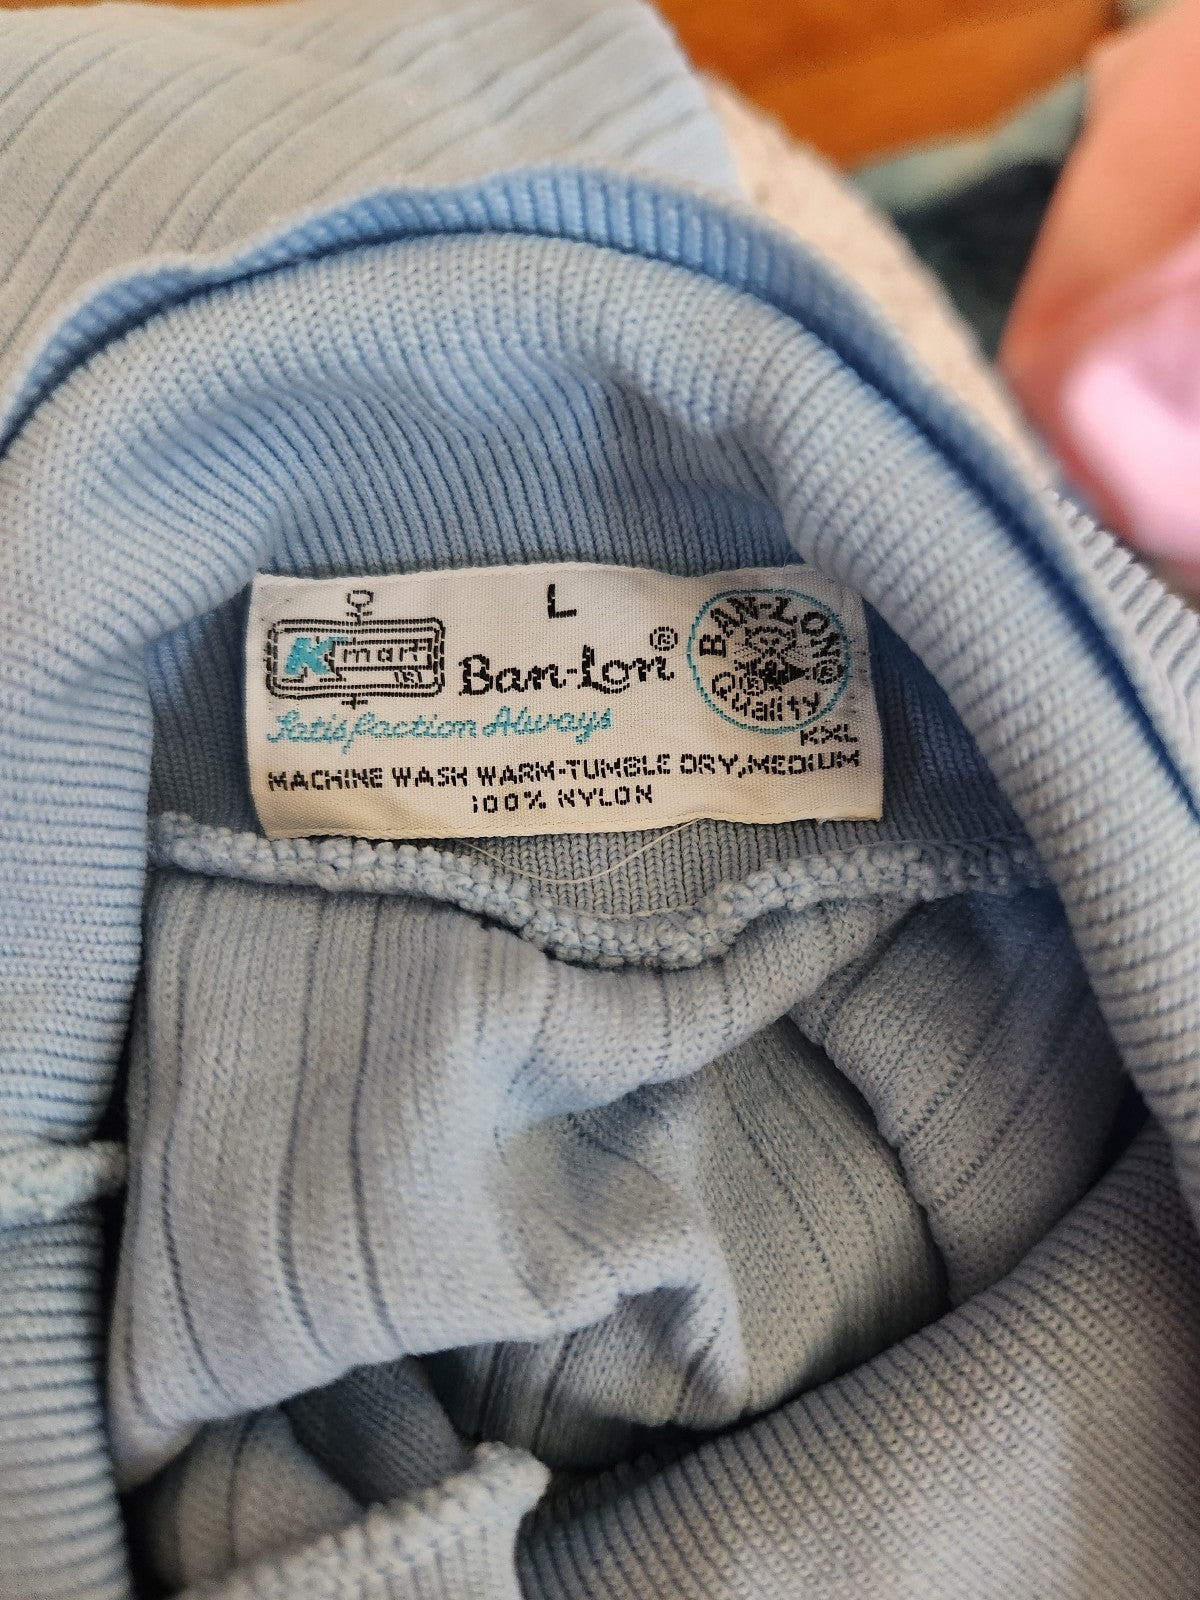 L
Kmart ®
Ban-Lon®
BAN-LON®
Quality
Satisfaction Always
KXL
MACHINE WASH WARM-TUMBLE DRY, MEDIUM
100% NYLON